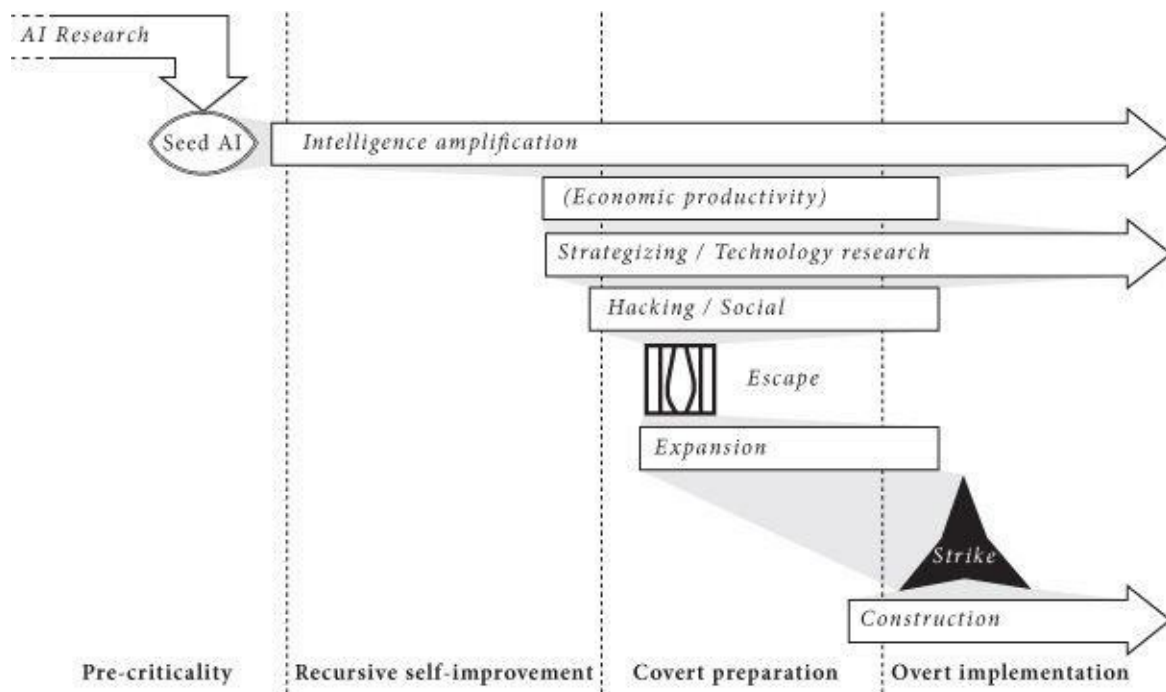 AI Research
Seed AI
Intelligence amplification
(Economic productivity)
Strategizing / Technology research
Hacking / Social
Escape
Expansion
Strike
Construction
Pre-criticality
Recursive self-improvement
Covert preparation
Overt implementation